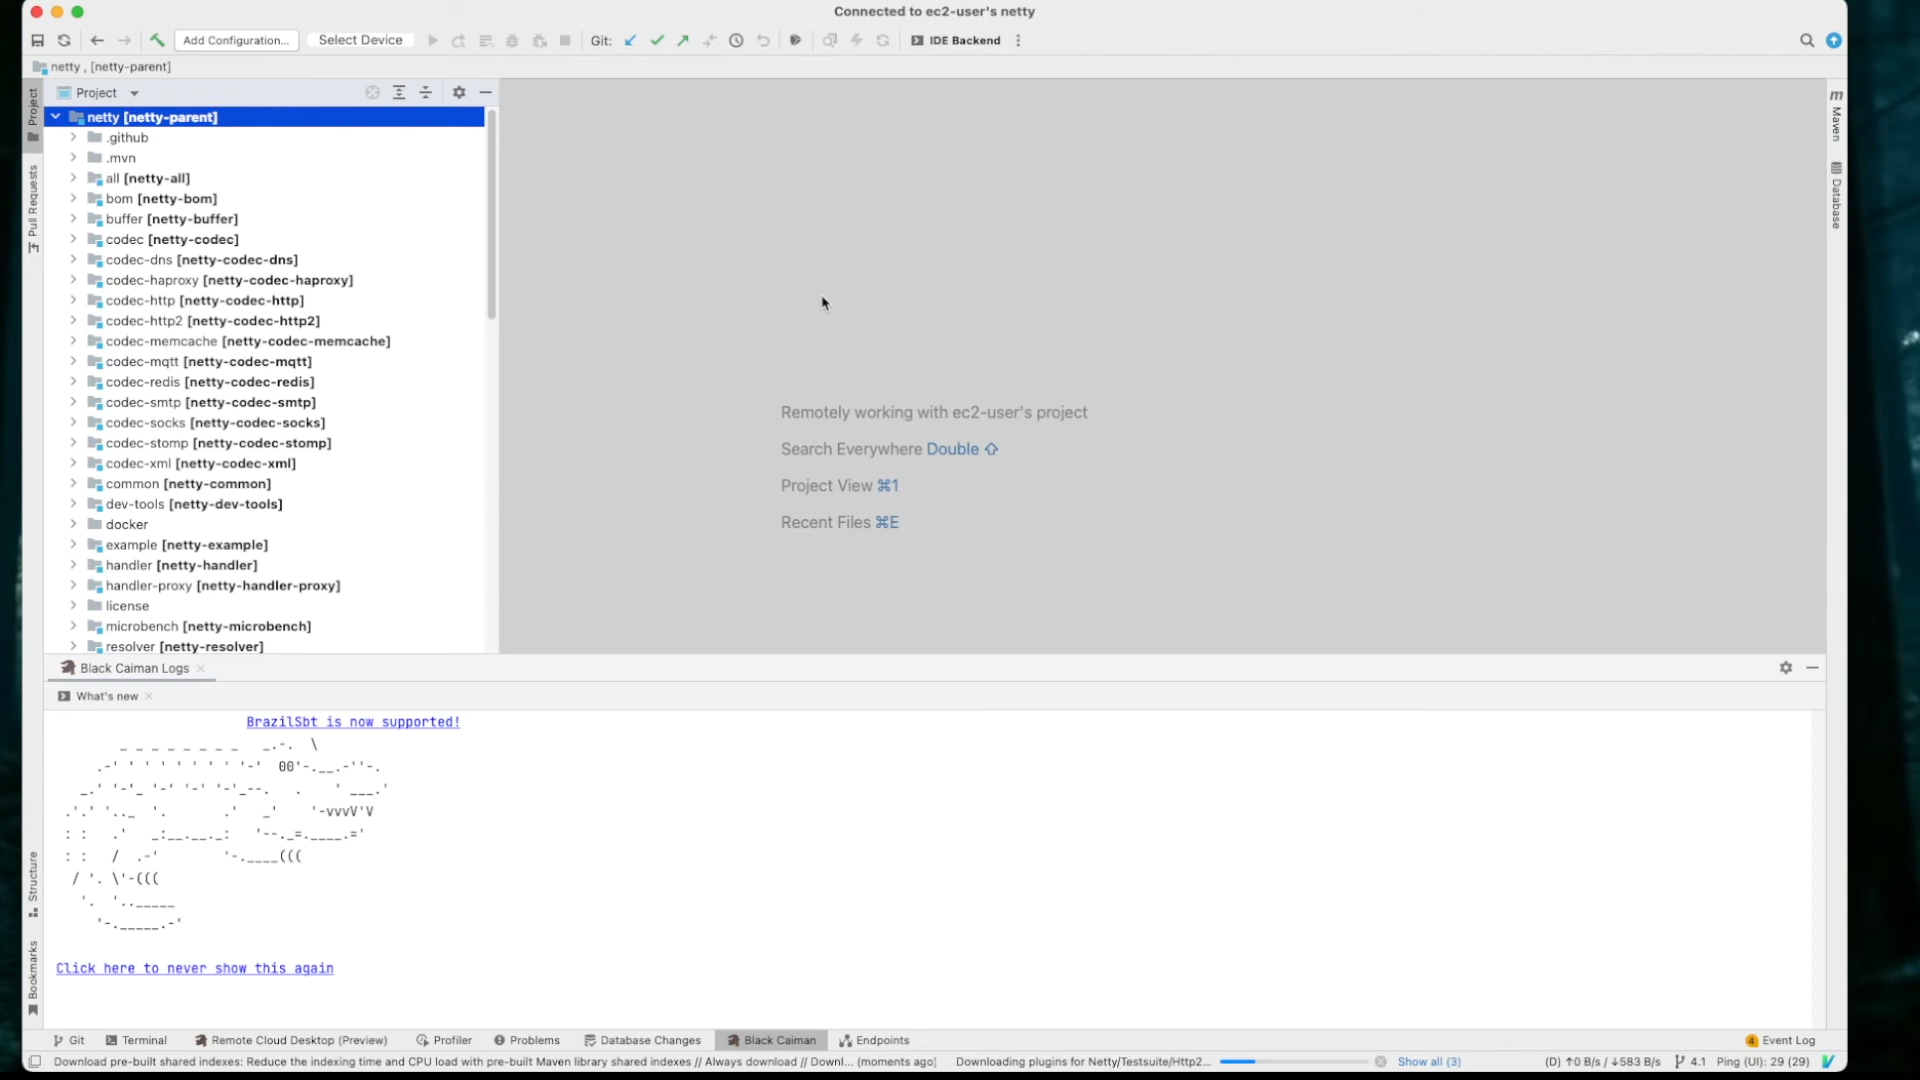 Connected to ec2-user's netty
Add Configuration...
Select Device
Git:
IDE Backend
netty , [netty-parent]
Project
netty [netty-parent]
.github
.mvn
all [netty-all]
bom [netty-bom]
buffer [netty-buffer]
codec [netty-codec]
codec-dns [netty-codec-dns]
codec-haproxy [netty-codec-haproxy]
codec-http [netty-codec-http]
codec-http2 [netty-codec-http2]
codec-memcache [netty-codec-memcache]
codec-mqtt [netty-codec-mqtt]
codec-redis [netty-codec-redis]
codec-smtp [netty-codec-smtp]
codec-socks [netty-codec-socks]
codec-stomp [netty-codec-stomp]
codec-xml [netty-codec-xml]
common [netty-common]
dev-tools [netty-dev-tools]
docker
example [netty-example]
handler [netty-handler]
handler-proxy [netty-handler-proxy]
license
microbench [netty-microbench]
resolver [netty-resolver]
Project
Pull Requests
Structure
Bookmarks
Remotely working with ec2-user's project
Search Everywhere Double ⇧
Project View ⌘1
Recent Files ⌘E
m Maven
Database
Black Caiman Logs
What's new
BrazilSbt is now supported!
Click here to never show this again
Git
Terminal
Remote Cloud Desktop (Preview)
Profiler
Problems
Database Changes
Black Caiman
Endpoints
4 Event Log
Download pre-built shared indexes: Reduce the indexing time and CPU load with pre-built Maven library shared indexes // Always download // Downl... (moments ago)
Downloading plugins for Netty/Testsuite/Http2...
Show all (3)
(D) ↑0 B/s / ↓583 B/s
4.1
Ping (UI): 29 (29)